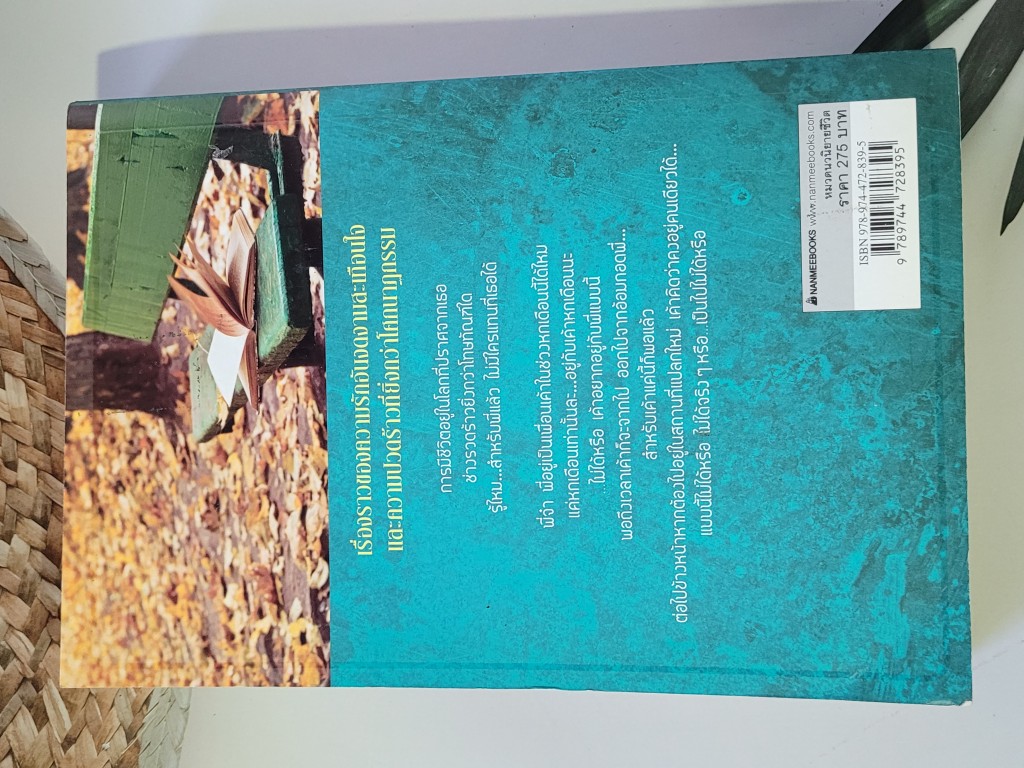 เรื่องราวของความรักอันงดงามสะเทือนใจ
และความปวดร้าวที่ยิ่งกว่าโศกนาฏกรรม
การมีชีวิตอยู่ในโลกที่ปราศจากเธอ
ช่างรวดร้าวยิ่งกว่าโทษทัณฑ์ใด
รู้ไหม...สำหรับพี่แล้ว ไม่มีใครแทนที่เธอได้
พี่จ๋า พี่อยู่เป็นเพื่อนเค้าในช่วงหกเดือนนี้ได้ไหม
แค่หกเดือนเท่านั้นละ...อยู่กับเค้าหกเดือนนะ
...ไม่ได้หรือ เค้าอยากอยู่กับพี่แบบนี้
พอถึงเวลาเค้าก็จะจากไป ออกไปจากอ้อมกอดพี่...
สำหรับเค้าแค่นี้ก็พอแล้ว
ต่อไปข้างหน้าหากต้องไปอยู่ในสถานที่แปลกใหม่ เค้าคิดว่าคงอยู่คนเดียวได้...
แบบนี้ไม่ได้หรือ ไม่ได้จริง ๆ หรือ...เป็นไปไม่ได้หรือ
NANMEEBOOKS www.nanmeebooks.com
หมวดนวนิยายชีวิต
ราคา 275 บาท
ISBN 978-974-472-839-5
9 789744 728395